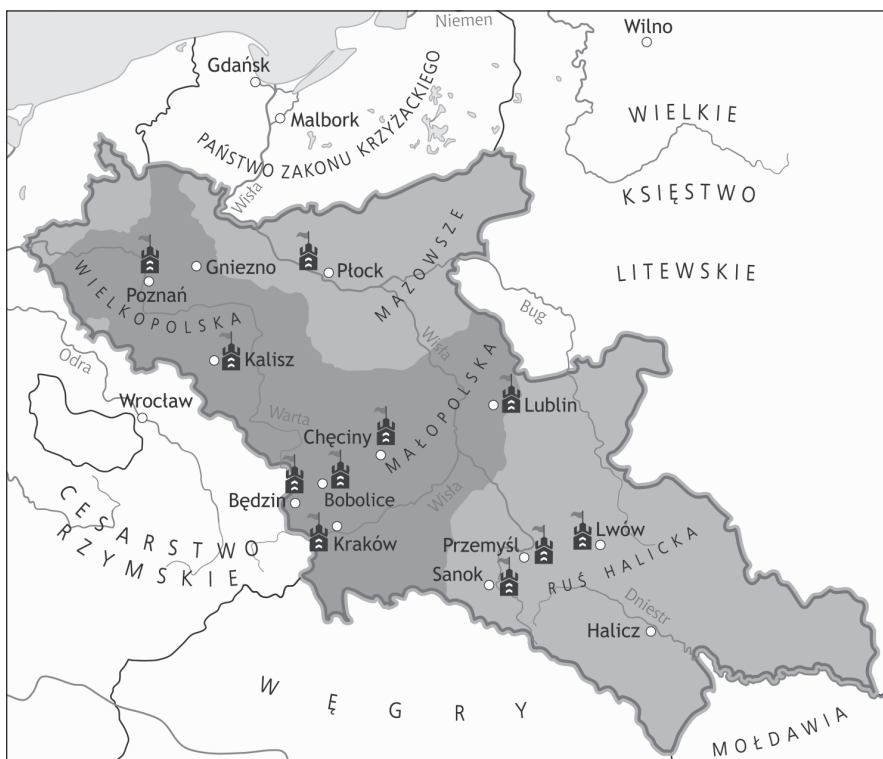 Niemen
Wilno
Gdańsk
Malbork
PAŃSTWO ZAKONU KRZYŻACKIEGO
WIELKIE
KSIĘSTWO
LITEWSKIE
Wisła
MAZOWSZE
Gniezno
Płock
Poznań
WIELKOPOLSKA
Bug
Wisła
Kalisz
Odra
Wrocław
Warta
Chęciny
MAŁOPOLSKA
Lublin
Będzin
Bobolice
Wisła
CESARSTWO
RZYMSKIE
Kraków
Przemyśl
Lwów
Sanok
RUŚ HALICKA
Dniestr
Halicz
WĘGRY
MOŁDAWIA